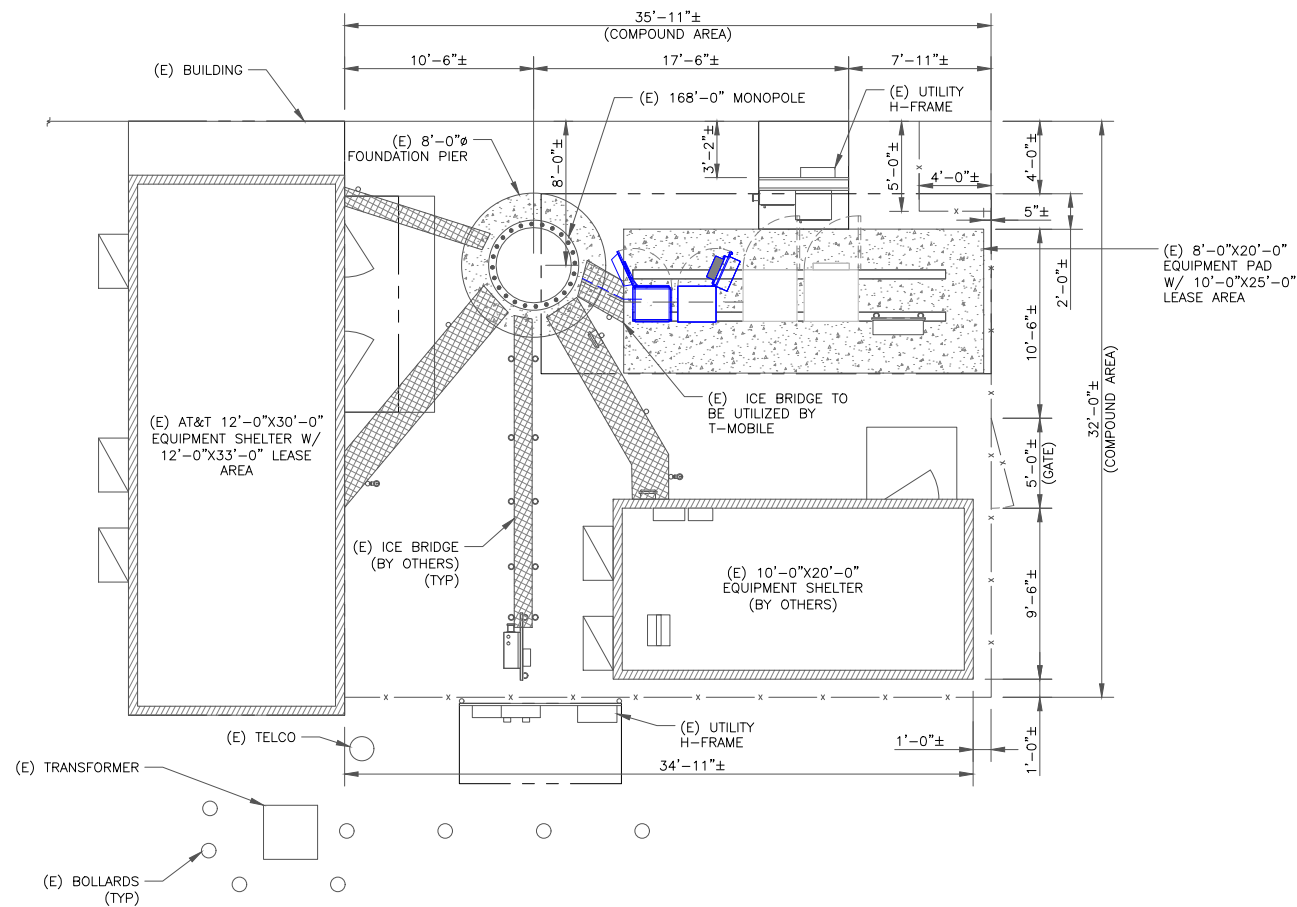 35'-11"±
(COMPOUND AREA)
10'-6"±
17'-6"±
7'-11"±
(E) BUILDING
(E) 168'-0" MONOPOLE
(E) UTILITY
H-FRAME
(E) 8'-0"ø
FOUNDATION PIER
8'-0"±
3'-2"±
5'-0"±
4'-0"±
4'-0"±
5"±
(E) 8'-0"X20'-0"
EQUIPMENT PAD
W/ 10'-0"X25'-0"
LEASE AREA
2'-0"±
10'-6"±
32'-0"±
(COMPOUND AREA)
(E) ICE BRIDGE TO
BE UTILIZED BY
T-MOBILE
(E) AT&T 12'-0"X30'-0"
EQUIPMENT SHELTER W/
12'-0"X33'-0" LEASE
AREA
5'-0"±
(GATE)
(E) ICE BRIDGE
(BY OTHERS)
(TYP)
(E) 10'-0"X20'-0"
EQUIPMENT SHELTER
(BY OTHERS)
9'-6"±
(E) TELCO
(E) UTILITY
H-FRAME
1'-0"±
1'-0"±
34'-11"±
(E) TRANSFORMER
(E) BOLLARDS
(TYP)